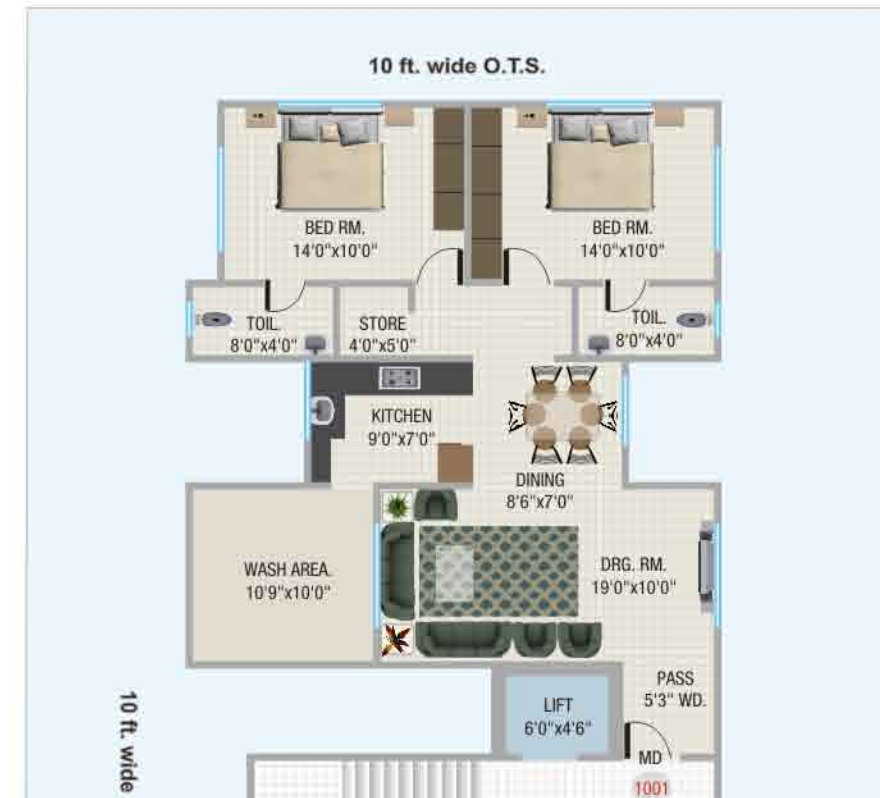 10 ft. wide O.T.S.
BED RM.
14'0"x10'0"
BED RM.
14'0"x10'0"
TOIL.
8'0"x4'0"
STORE
4'0"x5'0"
TOIL.
8'0"x4'0"
KITCHEN
9'0"x7'0"
DINING
8'6"x7'0"
WASH AREA.
10'9"x10'0"
DRG. RM.
19'0"x10'0"
PASS
5'3" WD.
LIFT
6'0"x4'6"
10 ft. wide
MD
1001